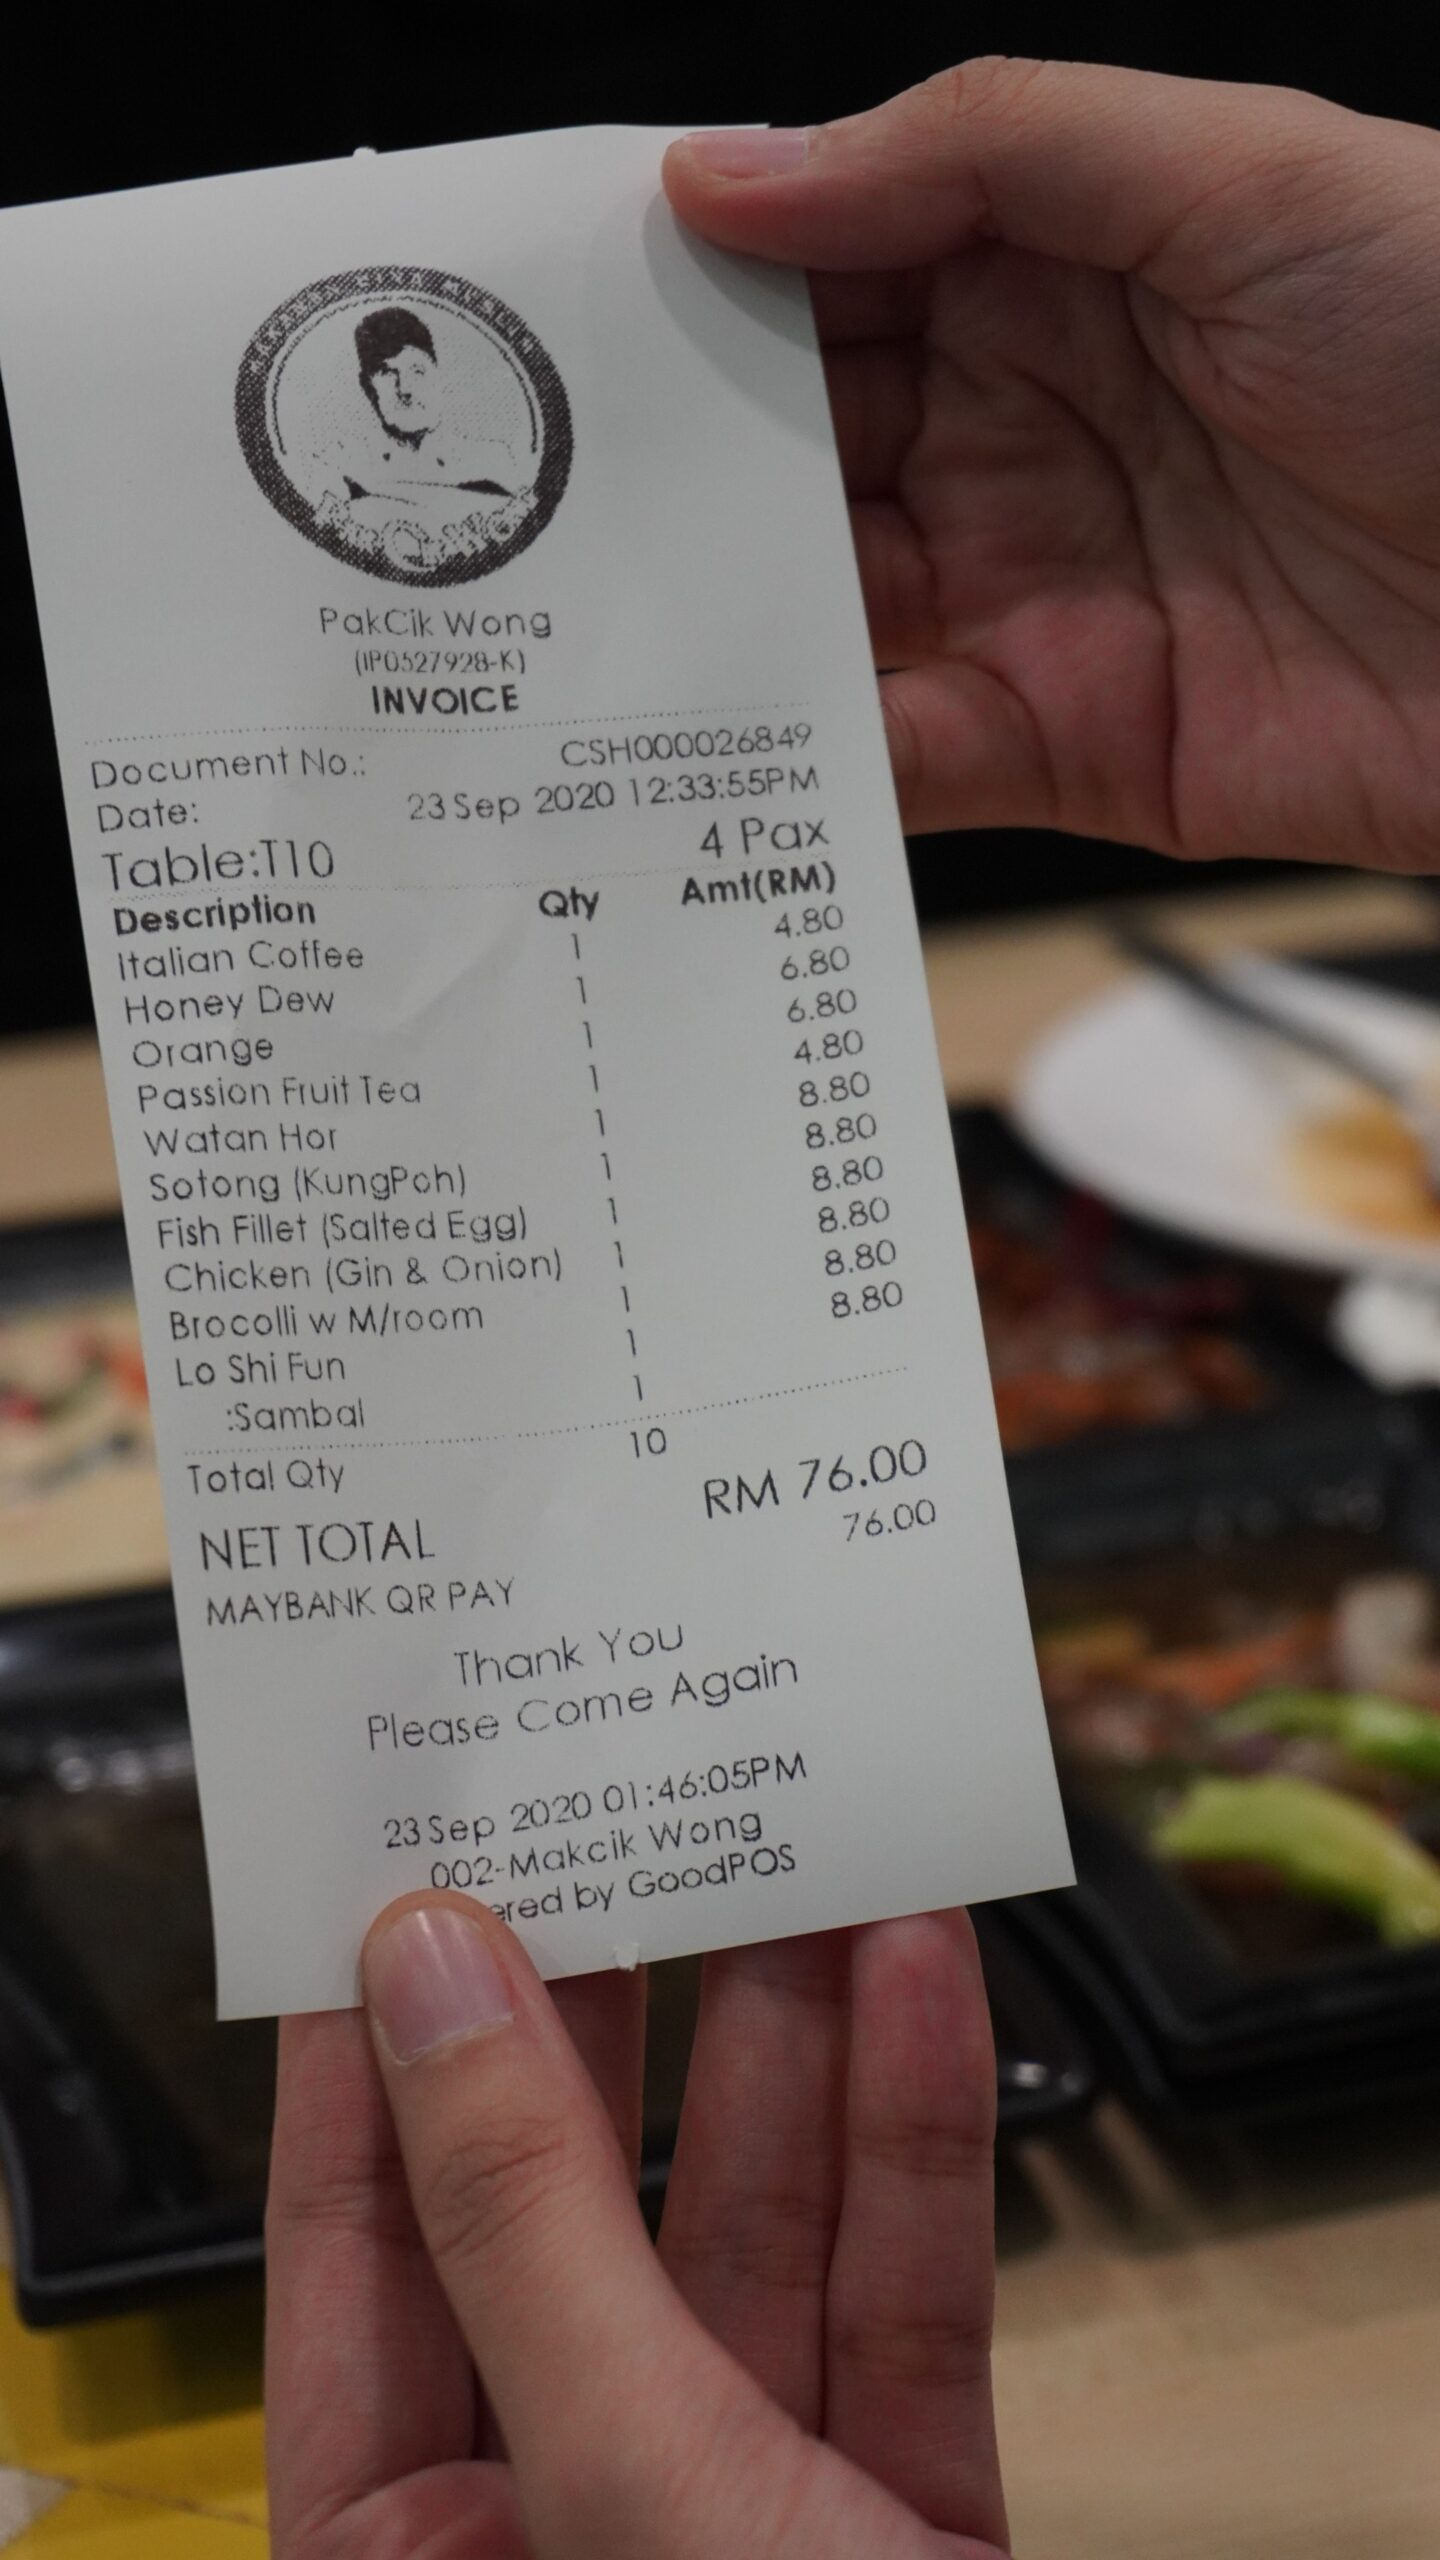 PakCik Wong
(IP0527928-K)
INVOICE
Document No.: CSH000026849
Date: 23 Sep 2020 12:33:55PM
Table:T10 4 Pax
Description Qty Amt(RM)
Italian Coffee 1 4.80
Honey Dew 1 6.80
Orange 1 6.80
Passion Fruit Tea 1 4.80
Watan Hor 1 8.80
Sotong (KungPoh) 1 8.80
Fish Fillet (Salted Egg) 1 8.80
Chicken (Gin & Onion) 1 8.80
Brocolli w M/room 1 8.80
Lo Shi Fun 1 8.80
:Sambal 1
Total Qty 10
NET TOTAL RM 76.00
MAYBANK QR PAY 76.00
Thank You
Please Come Again
23 Sep 2020 01:46:05PM
002-Makcik Wong
ered by GoodPOS